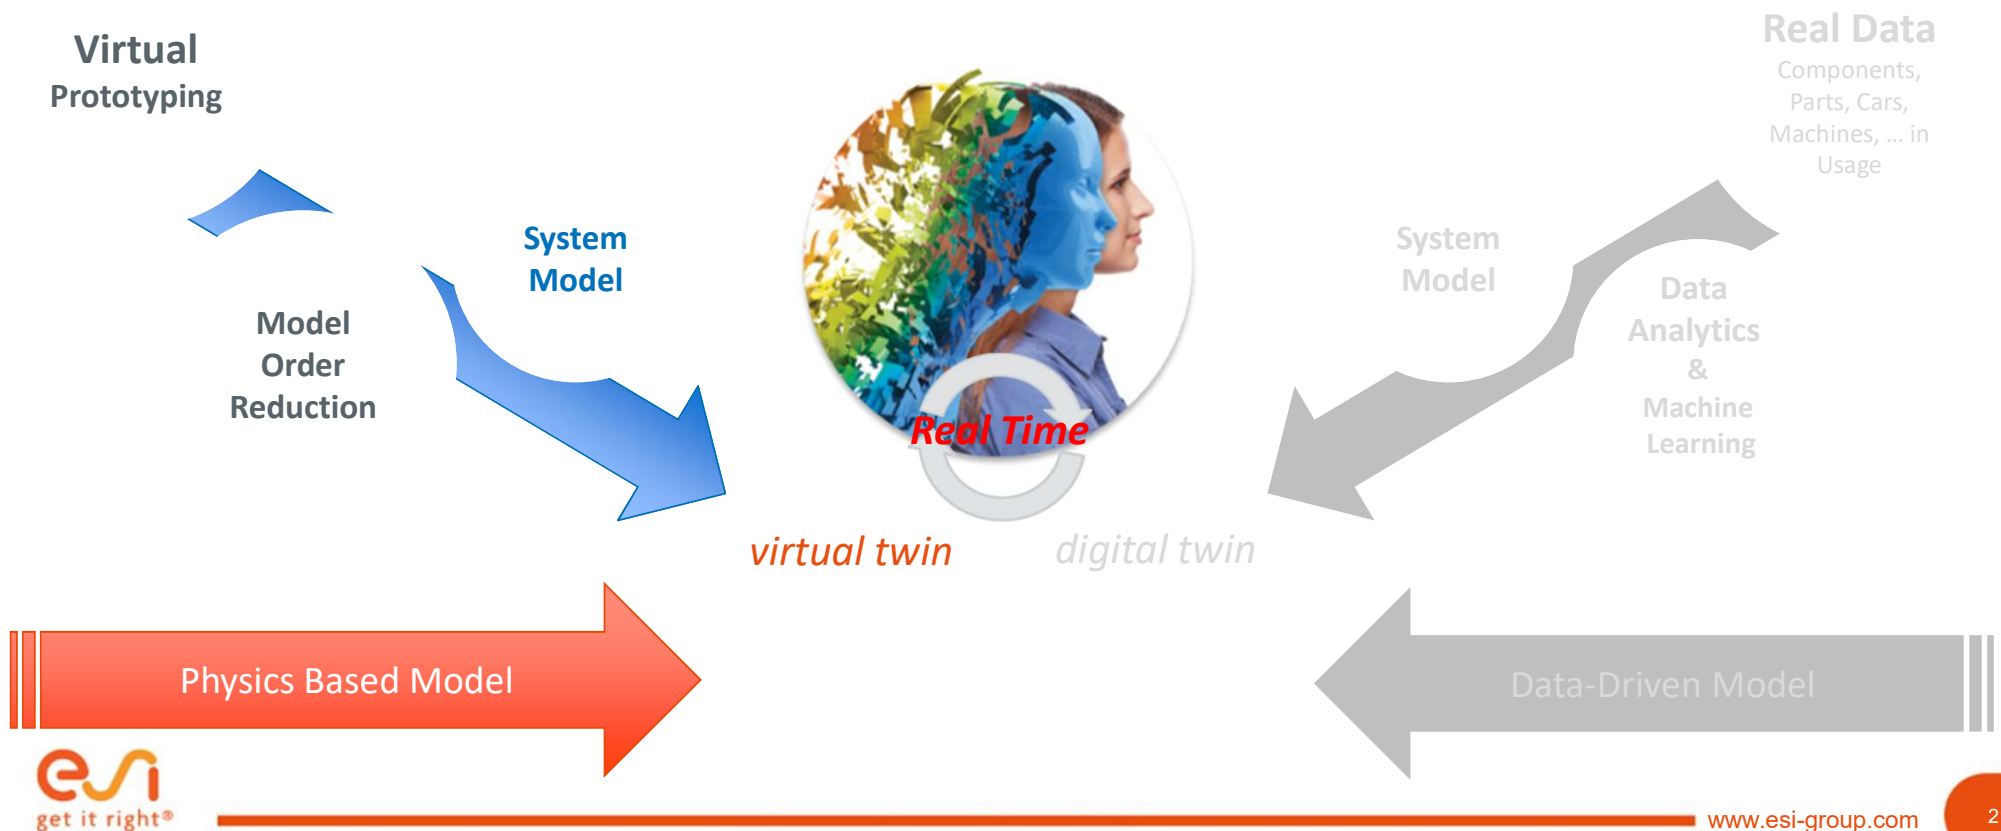 Virtual
Prototyping
Model
Order
Reduction
System
Model
Real Time
virtual twin
digital twin
System
Model
Real Data
Components,
Parts, Cars,
Machines, ... in
Usage
Data
Analytics
&
Machine
Learning
Physics Based Model
Data-Driven Model
esi
get it right®
www.esi-group.com
2